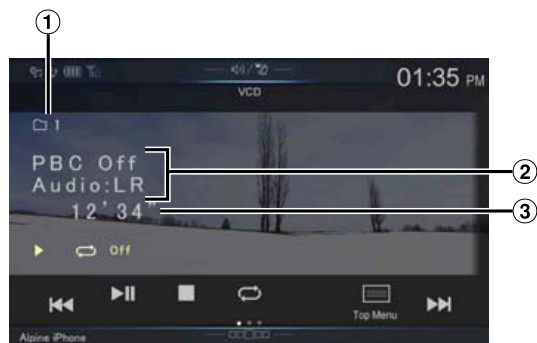 1
01:35 PM
VCD
1
PBC Off
Audio:LR
2
12'34"
3
Off
Top Menu
Alpine iPhone